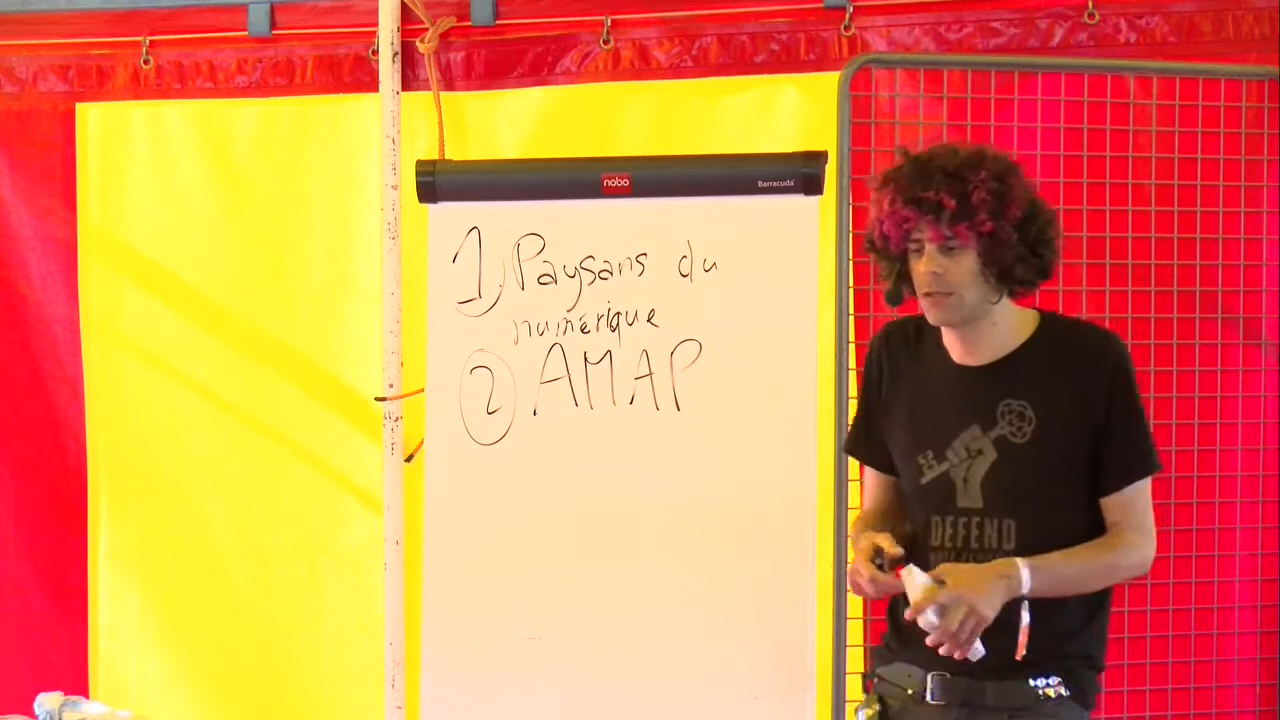 nobo
Barracuda
1) Paysans du
numérique
2 AMAP
DEFEND